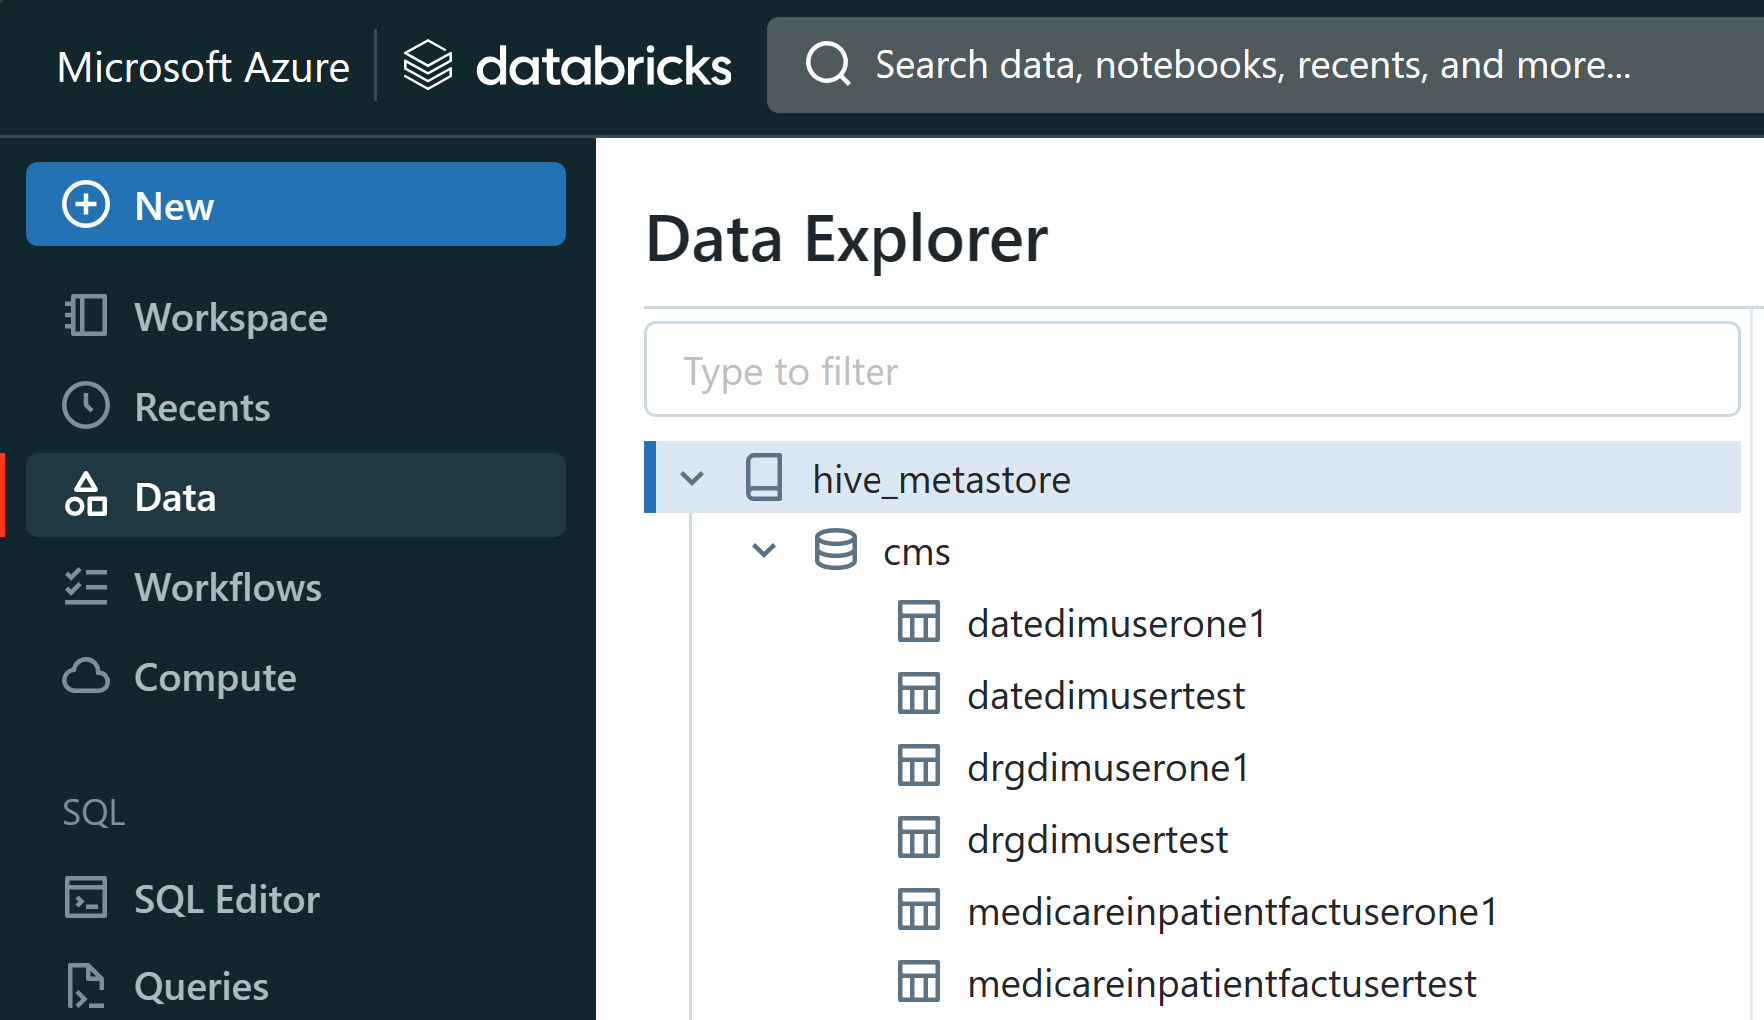 Microsoft Azure
databricks
Search data, notebooks, recents, and more...
New
Workspace
Recents
Data
Workflows
Compute
SQL
SQL Editor
Queries
Data Explorer
Type to filter
hive_metastore
cms
datedimuserone1
datedimusertest
drgdimuserone1
drgdimusertest
medicareinpatientfactuserone1
medicareinpatientfactusertest